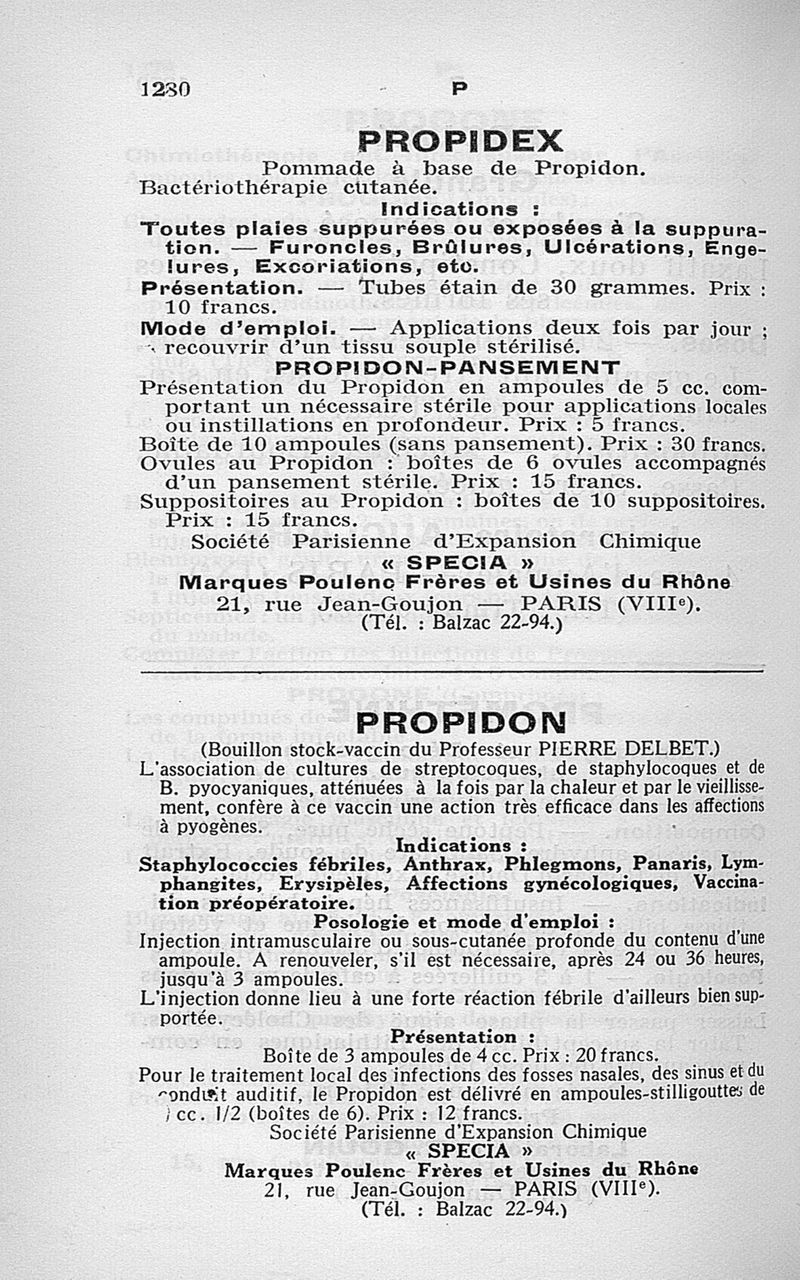 1230 P
PROPIDEX
Pommade à base de Propidon.
Bactériothérapie cutanée.
Indications :
Toutes plaies suppurées ou exposées à la suppura-
tion. — Furoncles, Brûlures, Ulcérations, Enge-
lures, Excoriations, etc.
Présentation. — Tubes étain de 30 grammes. Prix :
10 francs.
Mode d'emploi. — Applications deux fois par jour ;
recouvrir d'un tissu souple stérilisé.
PROPIDON-PANSEMENT
Présentation du Propidon en ampoules de 5 cc. com-
portant un nécessaire stérile pour applications locales
ou instillations en profondeur. Prix : 5 francs.
Boîte de 10 ampoules (sans pansement). Prix : 30 francs.
Ovules au Propidon : boîtes de 6 ovules accompagnés
d'un pansement stérile. Prix : 15 francs.
Suppositoires au Propidon : boîtes de 10 suppositoires.
Prix : 15 francs.
Société Parisienne d'Expansion Chimique
« SPECIA »
Marques Poulenc Frères et Usines du Rhône
21, rue Jean-Goujon — PARIS (VIIIe).
(Tél. : Balzac 22-94.)
PROPIDON
(Bouillon stock-vaccin du Professeur PIERRE DELBET.)
L'association de cultures de streptocoques, de staphylocoques et de
B. pyocyaniques, atténuées à la fois par la chaleur et par le vieillisse-
ment, confère à ce vaccin une action très efficace dans les affections
à pyogènes.
Indications :
Staphylococcies fébriles, Anthrax, Phlegmons, Panaris, Lym-
phangites, Erysipèles, Affections gynécologiques, Vaccina-
tion préopératoire.
Posologie et mode d'emploi :
Injection intramusculaire ou sous-cutanée profonde du contenu d'une
ampoule. A renouveler, s'il est nécessaire, après 24 ou 36 heures,
jusqu'à 3 ampoules.
L'injection donne lieu à une forte réaction fébrile d'ailleurs bien sup-
portée.
Présentation :
Boîte de 3 ampoules de 4 cc. Prix : 20 francs.
Pour le traitement local des infections des fosses nasales, des sinus et du
conduit auditif, le Propidon est délivré en ampoules-stilligouttes de
cc. 1/2 (boîtes de 6). Prix : 12 francs.
Société Parisienne d'Expansion Chimique
« SPECIA »
Marques Poulenc Frères et Usines du Rhône
21, rue Jean-Goujon — PARIS (VIIIe).
(Tél. : Balzac 22-94.)